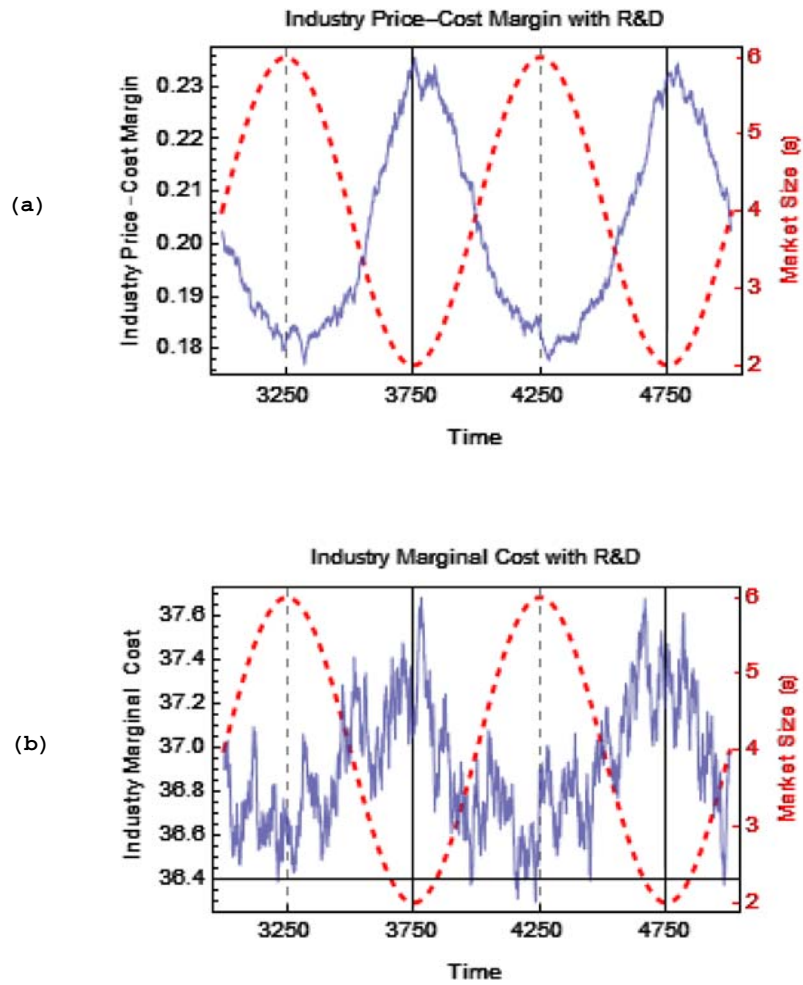 Industry Price–Cost Margin with R&D
(a)
Industry Price–Cost Margin
0.23
0.22
0.21
0.20
0.19
0.18
6
5
4
3
2
Market Size (s)
3250 3750 4250 4750
Time
Industry Marginal Cost with R&D
(b)
Industry Marginal Cost
37.6
37.4
37.2
37.0
36.8
36.6
36.4
6
5
4
3
2
Market Size (s)
3250 3750 4250 4750
Time